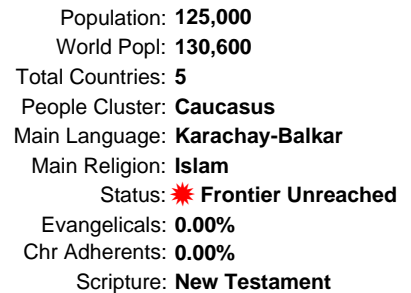 Population: 125,000
World Popl: 130,600
Total Countries: 5
People Cluster: Caucasus
Main Language: Karachay-Balkar
Main Religion: Islam
Status: Frontier Unreached
Evangelicals: 0.00%
Chr Adherents: 0.00%
Scripture: New Testament